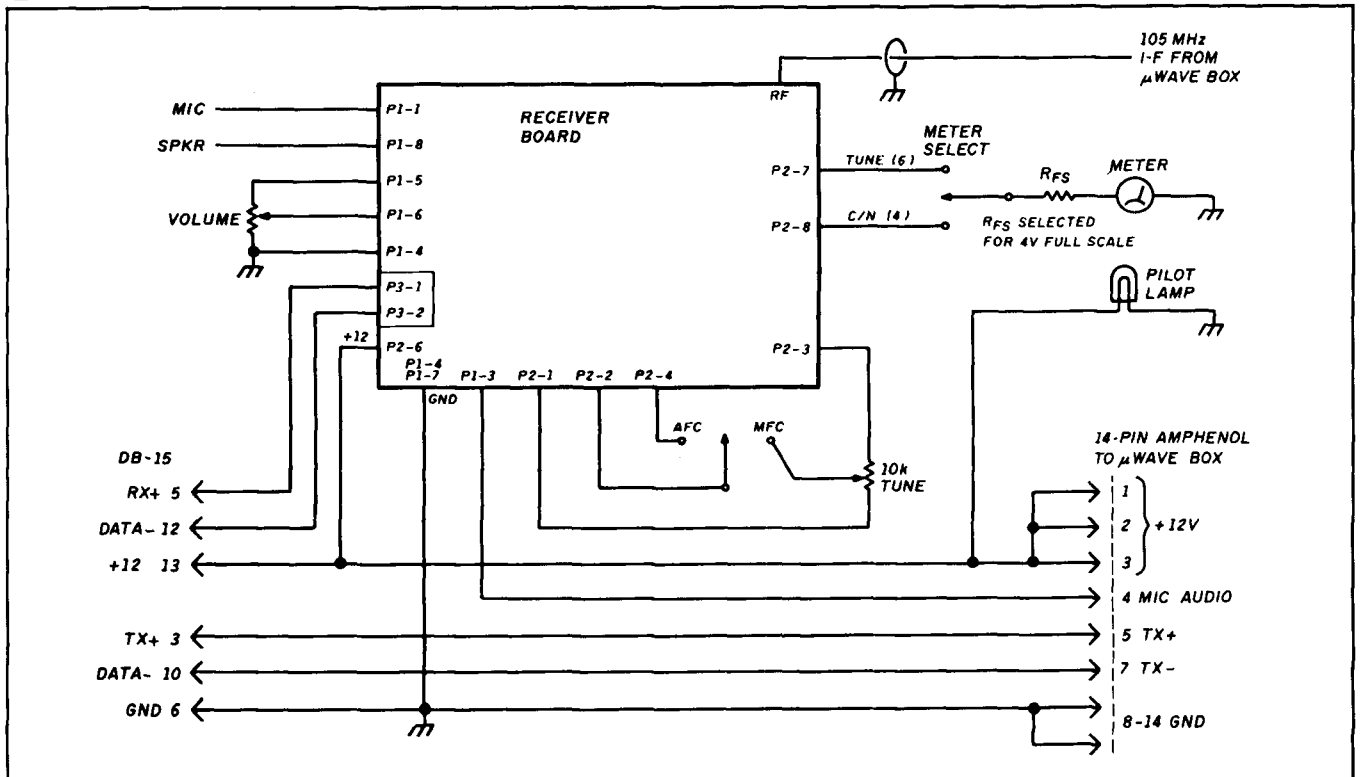 105 MHz
I-F FROM
μWAVE BOX
RF
MIC
P1-1
RECEIVER
BOARD
SPKR
P1-8
METER
SELECT
P1-5
P2-7
TUNE (6)
RFS
METER
VOLUME
P1-6
P2-8
C/N (4)
RFS SELECTED
FOR 4V FULL SCALE
P1-4
PILOT
LAMP
P3-1
P3-2
+12
P2-6
P2-3
P1-4
P1-7
P1-3
P2-1
P2-2
P2-4
GND
AFC
MFC
14-PIN AMPHENOL
TO μWAVE BOX
10k
TUNE
DB-15
RX+ 5
1
DATA- 12
2
+12V
+12 13
3
4 MIC AUDIO
TX+ 3
5 TX+
DATA- 10
7 TX-
GND 6
8-14 GND